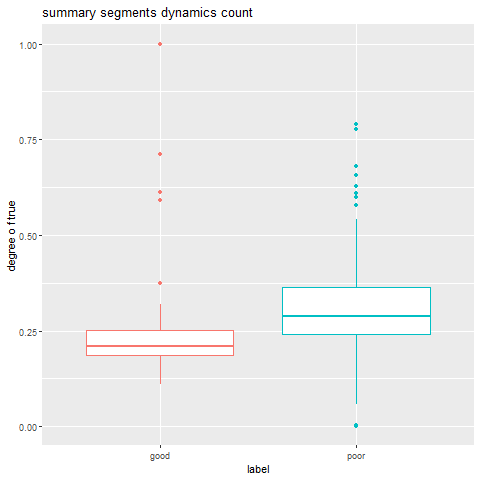 summary segments dynamics count
degree of true
1.00
0.75
0.50
0.25
0.00
good
poor
label